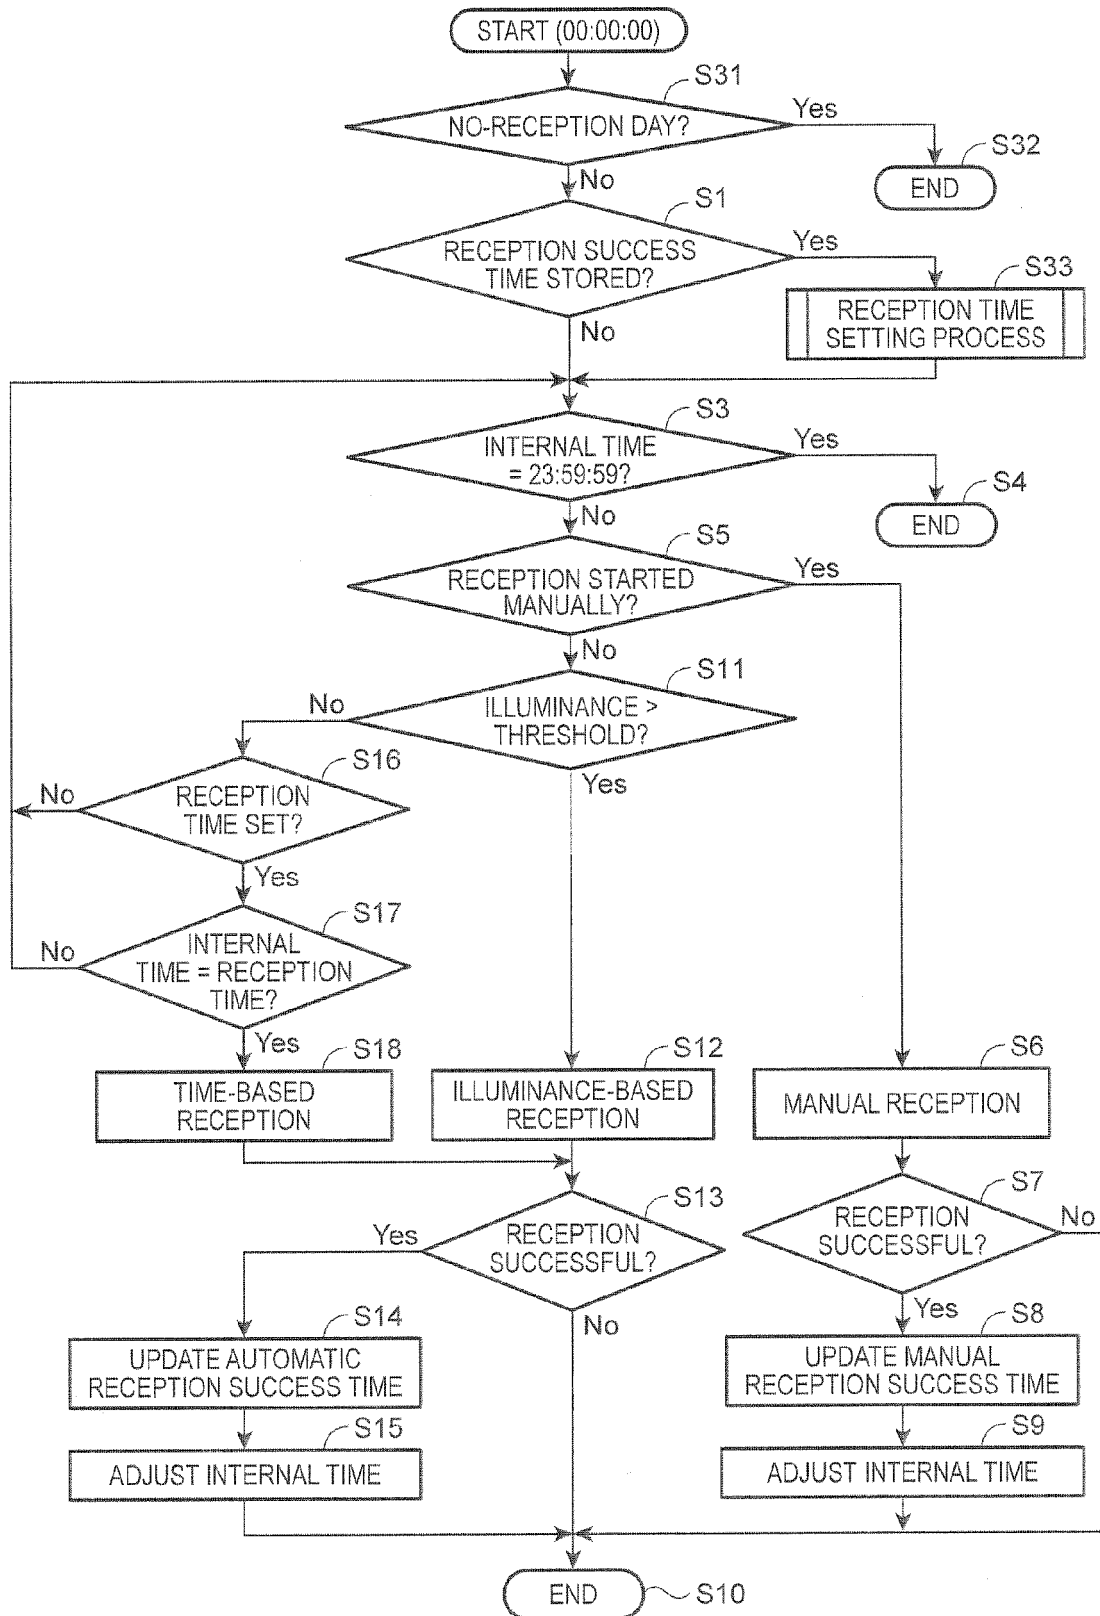 START (00:00:00)
S31
NO-RECEPTION DAY?
Yes
S32
END
No
S1
RECEPTION SUCCESS
TIME STORED?
Yes
S33
RECEPTION TIME
SETTING PROCESS
No
S3
INTERNAL TIME
= 23:59:59?
Yes
S4
END
No
S5
RECEPTION STARTED
MANUALLY?
Yes
No
S11
ILLUMINANCE >
THRESHOLD?
No
Yes
S16
RECEPTION
TIME SET?
No
Yes
S17
INTERNAL
TIME = RECEPTION
TIME?
No
Yes
S18
TIME-BASED
RECEPTION
S12
ILLUMINANCE-BASED
RECEPTION
S6
MANUAL RECEPTION
S13
RECEPTION
SUCCESSFUL?
Yes
No
S7
RECEPTION
SUCCESSFUL?
No
Yes
S14
UPDATE AUTOMATIC
RECEPTION SUCCESS TIME
S8
UPDATE MANUAL
RECEPTION SUCCESS TIME
S15
ADJUST INTERNAL TIME
S9
ADJUST INTERNAL TIME
END
S10